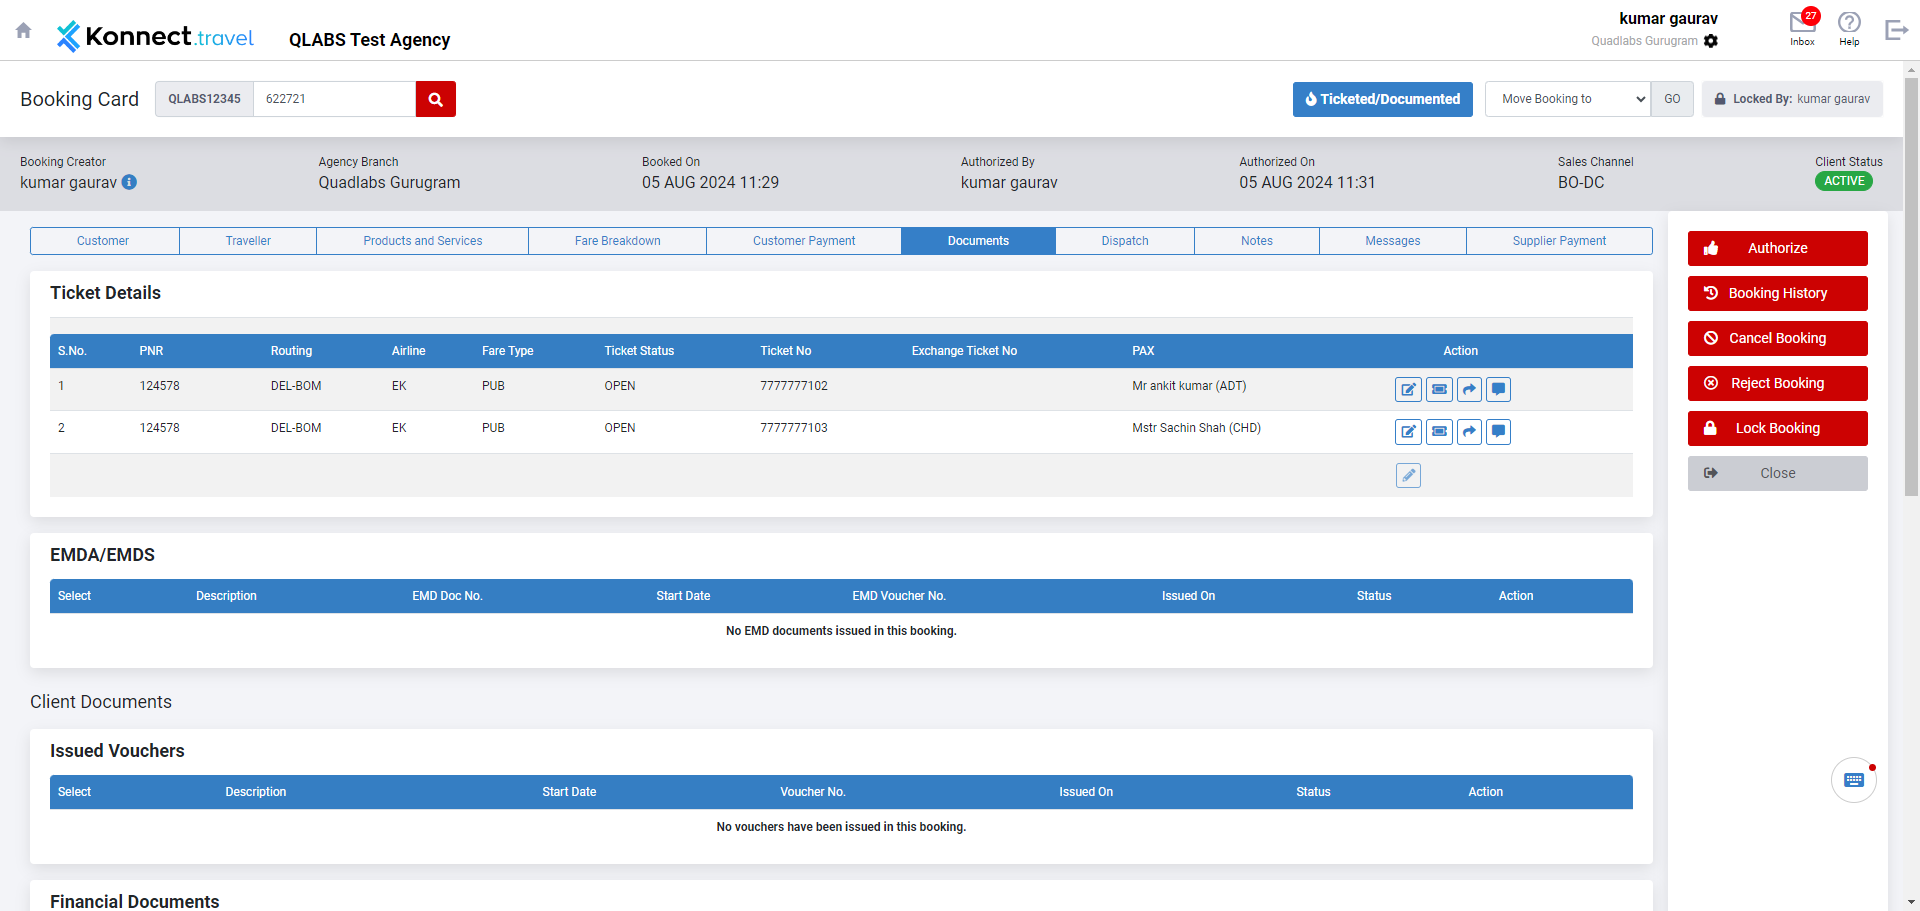 Konnect.travel QLABS Test Agency kumar gaurav
Quadlabs Gurugram
27
Inbox Help
Booking Card QLABS12345 622721 Ticketed/Documented Move Booking to GO Locked By: kumar gaurav
Booking Creator Agency Branch Booked On Authorized By Authorized On Sales Channel Client Status
kumar gaurav Quadlabs Gurugram 05 AUG 2024 11:29 kumar gaurav 05 AUG 2024 11:31 BO-DC ACTIVE
Customer Traveller Products and Services Fare Breakdown Customer Payment Documents Dispatch Notes Messages Supplier Payment
Authorize
Booking History
Cancel Booking
Reject Booking
Lock Booking
Close
Ticket Details
S.No. PNR Routing Airline Fare Type Ticket Status Ticket No Exchange Ticket No PAX Action
1 124578 DEL-BOM EK PUB OPEN 7777777102 Mr ankit kumar (ADT)
2 124578 DEL-BOM EK PUB OPEN 7777777103 Mstr Sachin Shah (CHD)
EMDA/EMDS
Select Description EMD Doc No. Start Date EMD Voucher No. Issued On Status Action
No EMD documents issued in this booking.
Client Documents
Issued Vouchers
Select Description Start Date Voucher No. Issued On Status Action
No vouchers have been issued in this booking.
Financial Documents